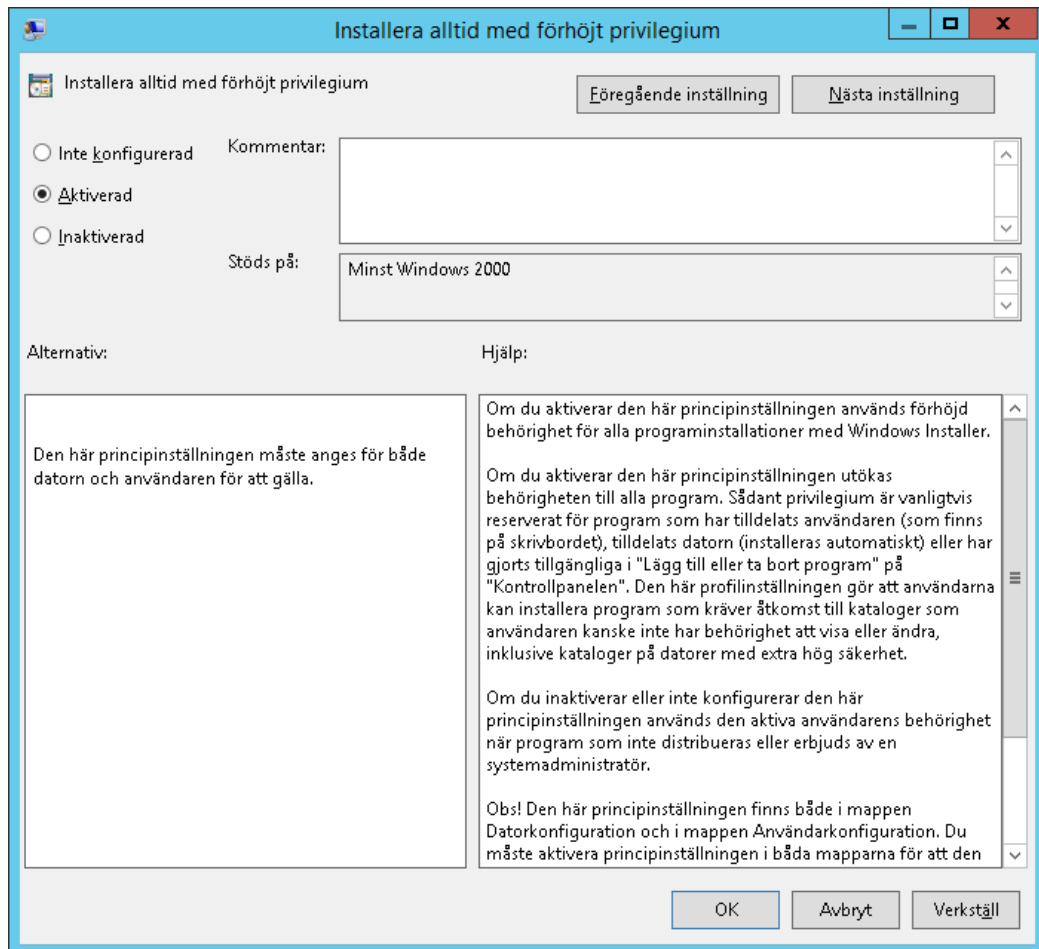 Installera alltid med förhöjt privilegium
Installera alltid med förhöjt privilegium
Föregående inställning
Nästa inställning
Inte konfigurerad
Aktiverad
Inaktiverad
Kommentar:
Stöds på:
Minst Windows 2000
Alternativ:
Hjälp:
Den här principinställningen måste anges för både
datorn och användaren för att gälla.
Om du aktiverar den här principinställningen används förhöjd
behörighet för alla programinstallationer med Windows Installer.
Om du aktiverar den här principinställningen utökas
behörigheten till alla program. Sådant privilegium är vanligtvis
reserverat för program som har tilldelats användaren (som finns
på skrivbordet), tilldelats datorn (installeras automatiskt) eller har
gjorts tillgängliga i "Lägg till eller ta bort program" på
"Kontrollpanelen". Den här profilinställningen gör att användarna
kan installera program som kräver åtkomst till kataloger som
användaren kanske inte har behörighet att visa eller ändra,
inklusive kataloger på datorer med extra hög säkerhet.
Om du inaktiverar eller inte konfigurerar den här
principinställningen används den aktiva användarens behörighet
när program som inte distribueras eller erbjuds av en
systemadministratör.
Obs! Den här principinställningen finns både i mappen
Datorkonfiguration och i mappen Användarkonfiguration. Du
måste aktivera principinställningen i båda mapparna för att den
OK
Avbryt
Verkställ